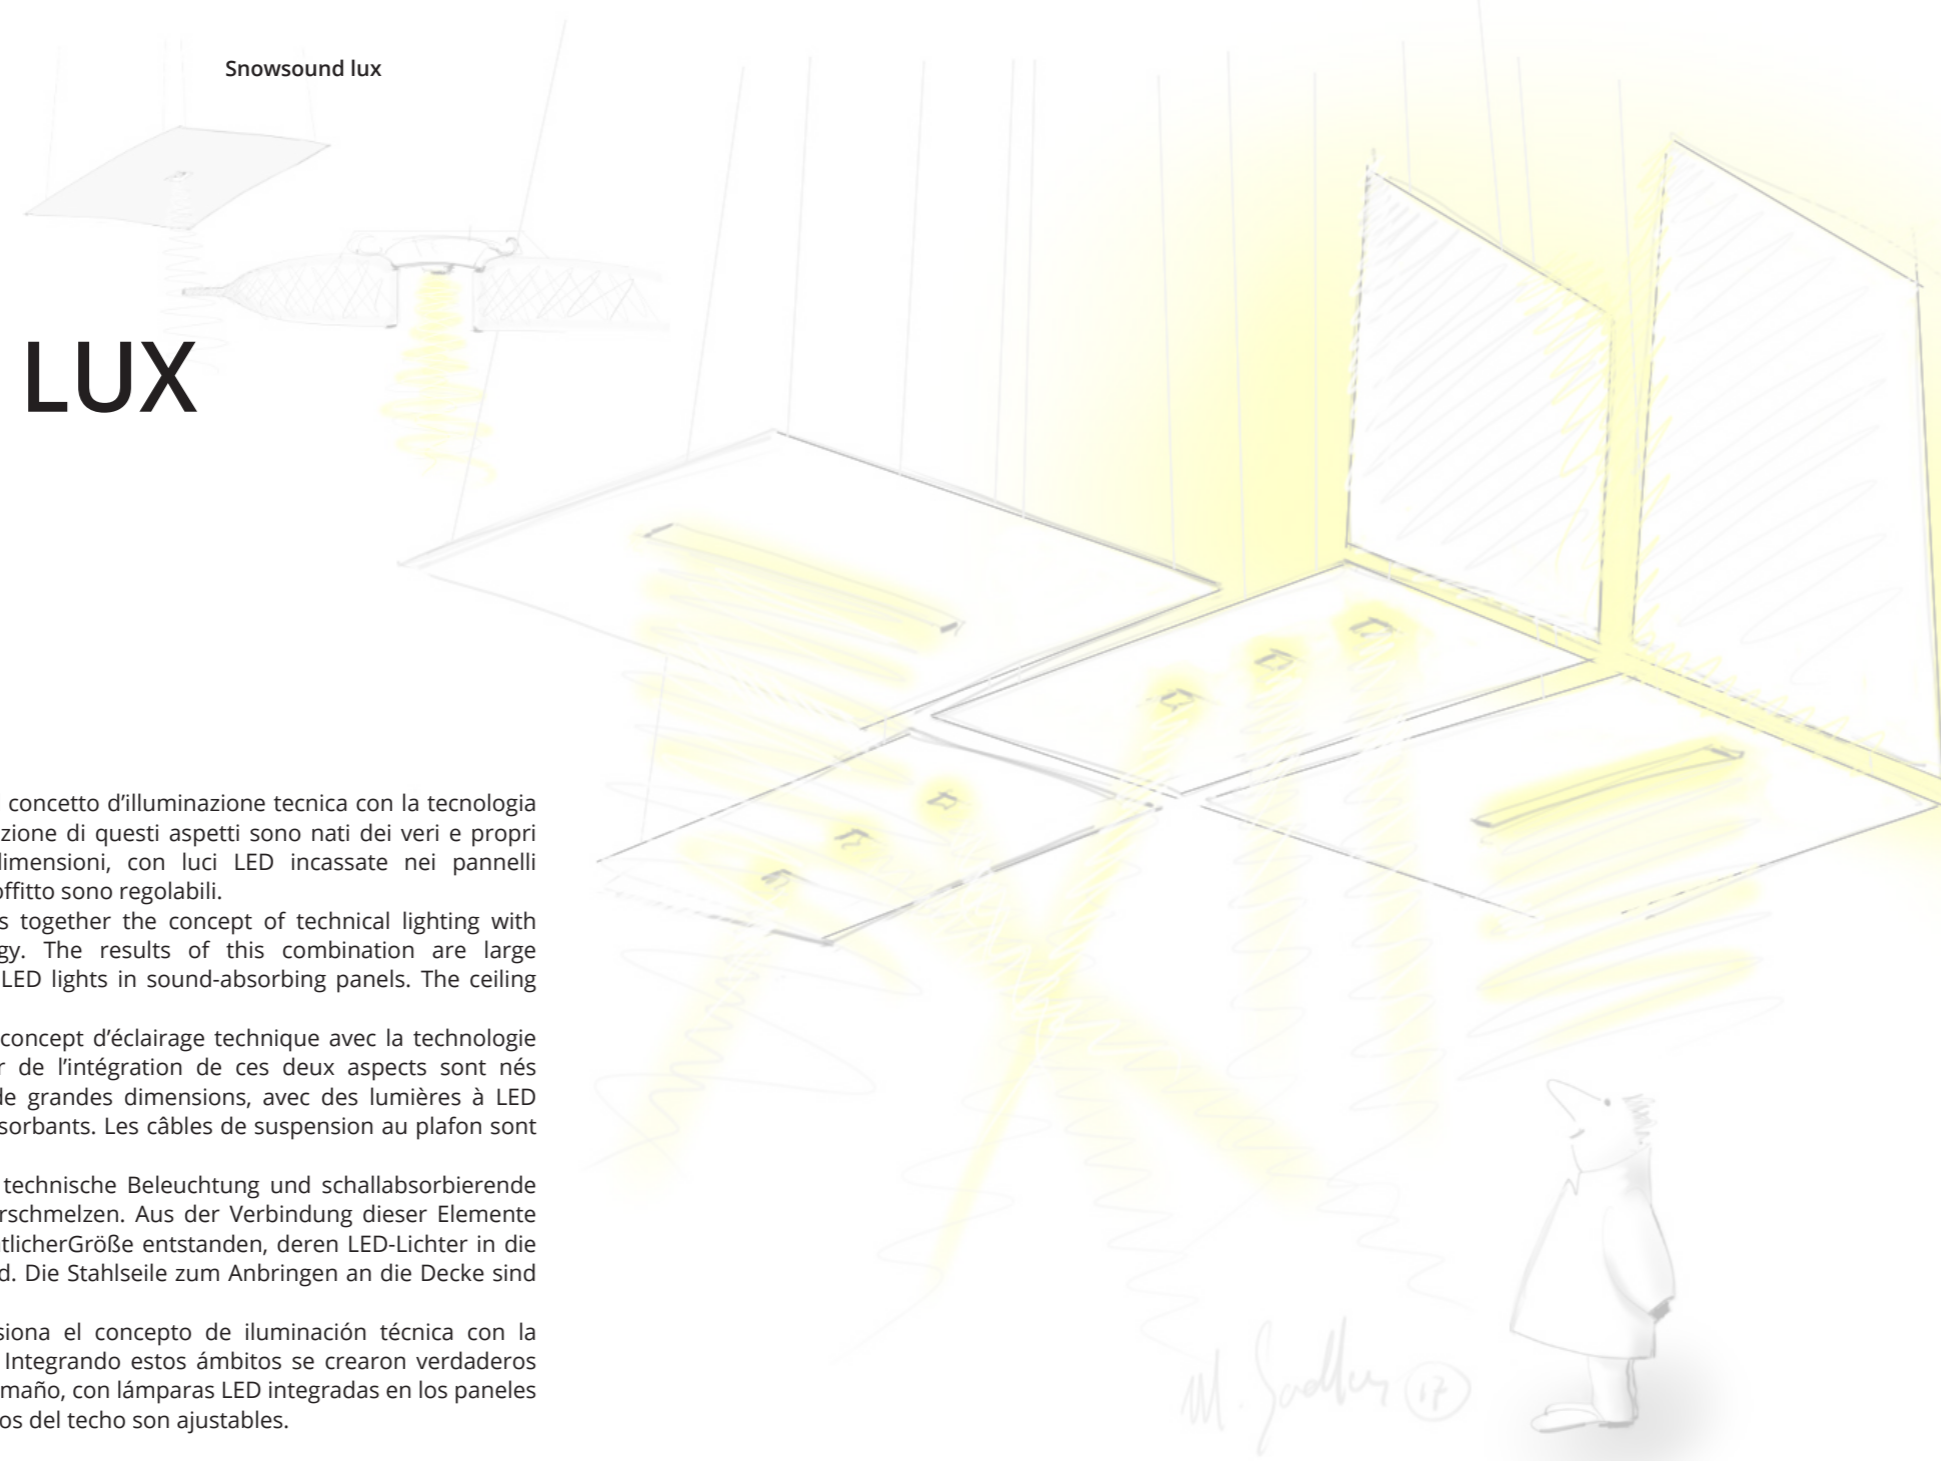 Snowsound lux
LUX
concetto d’illuminazione tecnica con la tecnologia
zione di questi aspetti sono nati dei veri e propri
limensioni, con luci LED incassate nei pannelli
offitto sono regolabili.
s together the concept of technical lighting with
gy. The results of this combination are large
LED lights in sound-absorbing panels. The ceiling
concept d’éclairage technique avec la technologie
r de l’intégration de ces deux aspects sont nés
le grandes dimensions, avec des lumières à LED
sorbants. Les câbles de suspension au plafon sont
technische Beleuchtung und schallabsorbierende
rschmelzen. Aus der Verbindung dieser Elemente
tlicherGröße entstanden, deren LED-Lichter in die
d. Die Stahlseile zum Anbringen an die Decke sind
siona el concepto de iluminación técnica con la
Integrando estos ámbitos se crearon verdaderos
maño, con lámparas LED integradas en los paneles
os del techo son ajustables.
M. Sadler 17